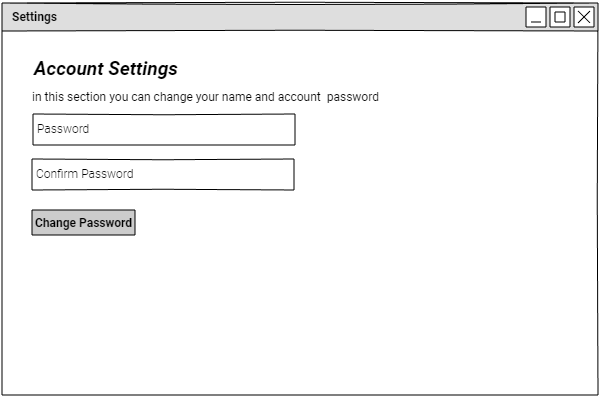 Settings
Account Settings
in this section you can change your name and account  password
Password
Confirm Password
Change Password